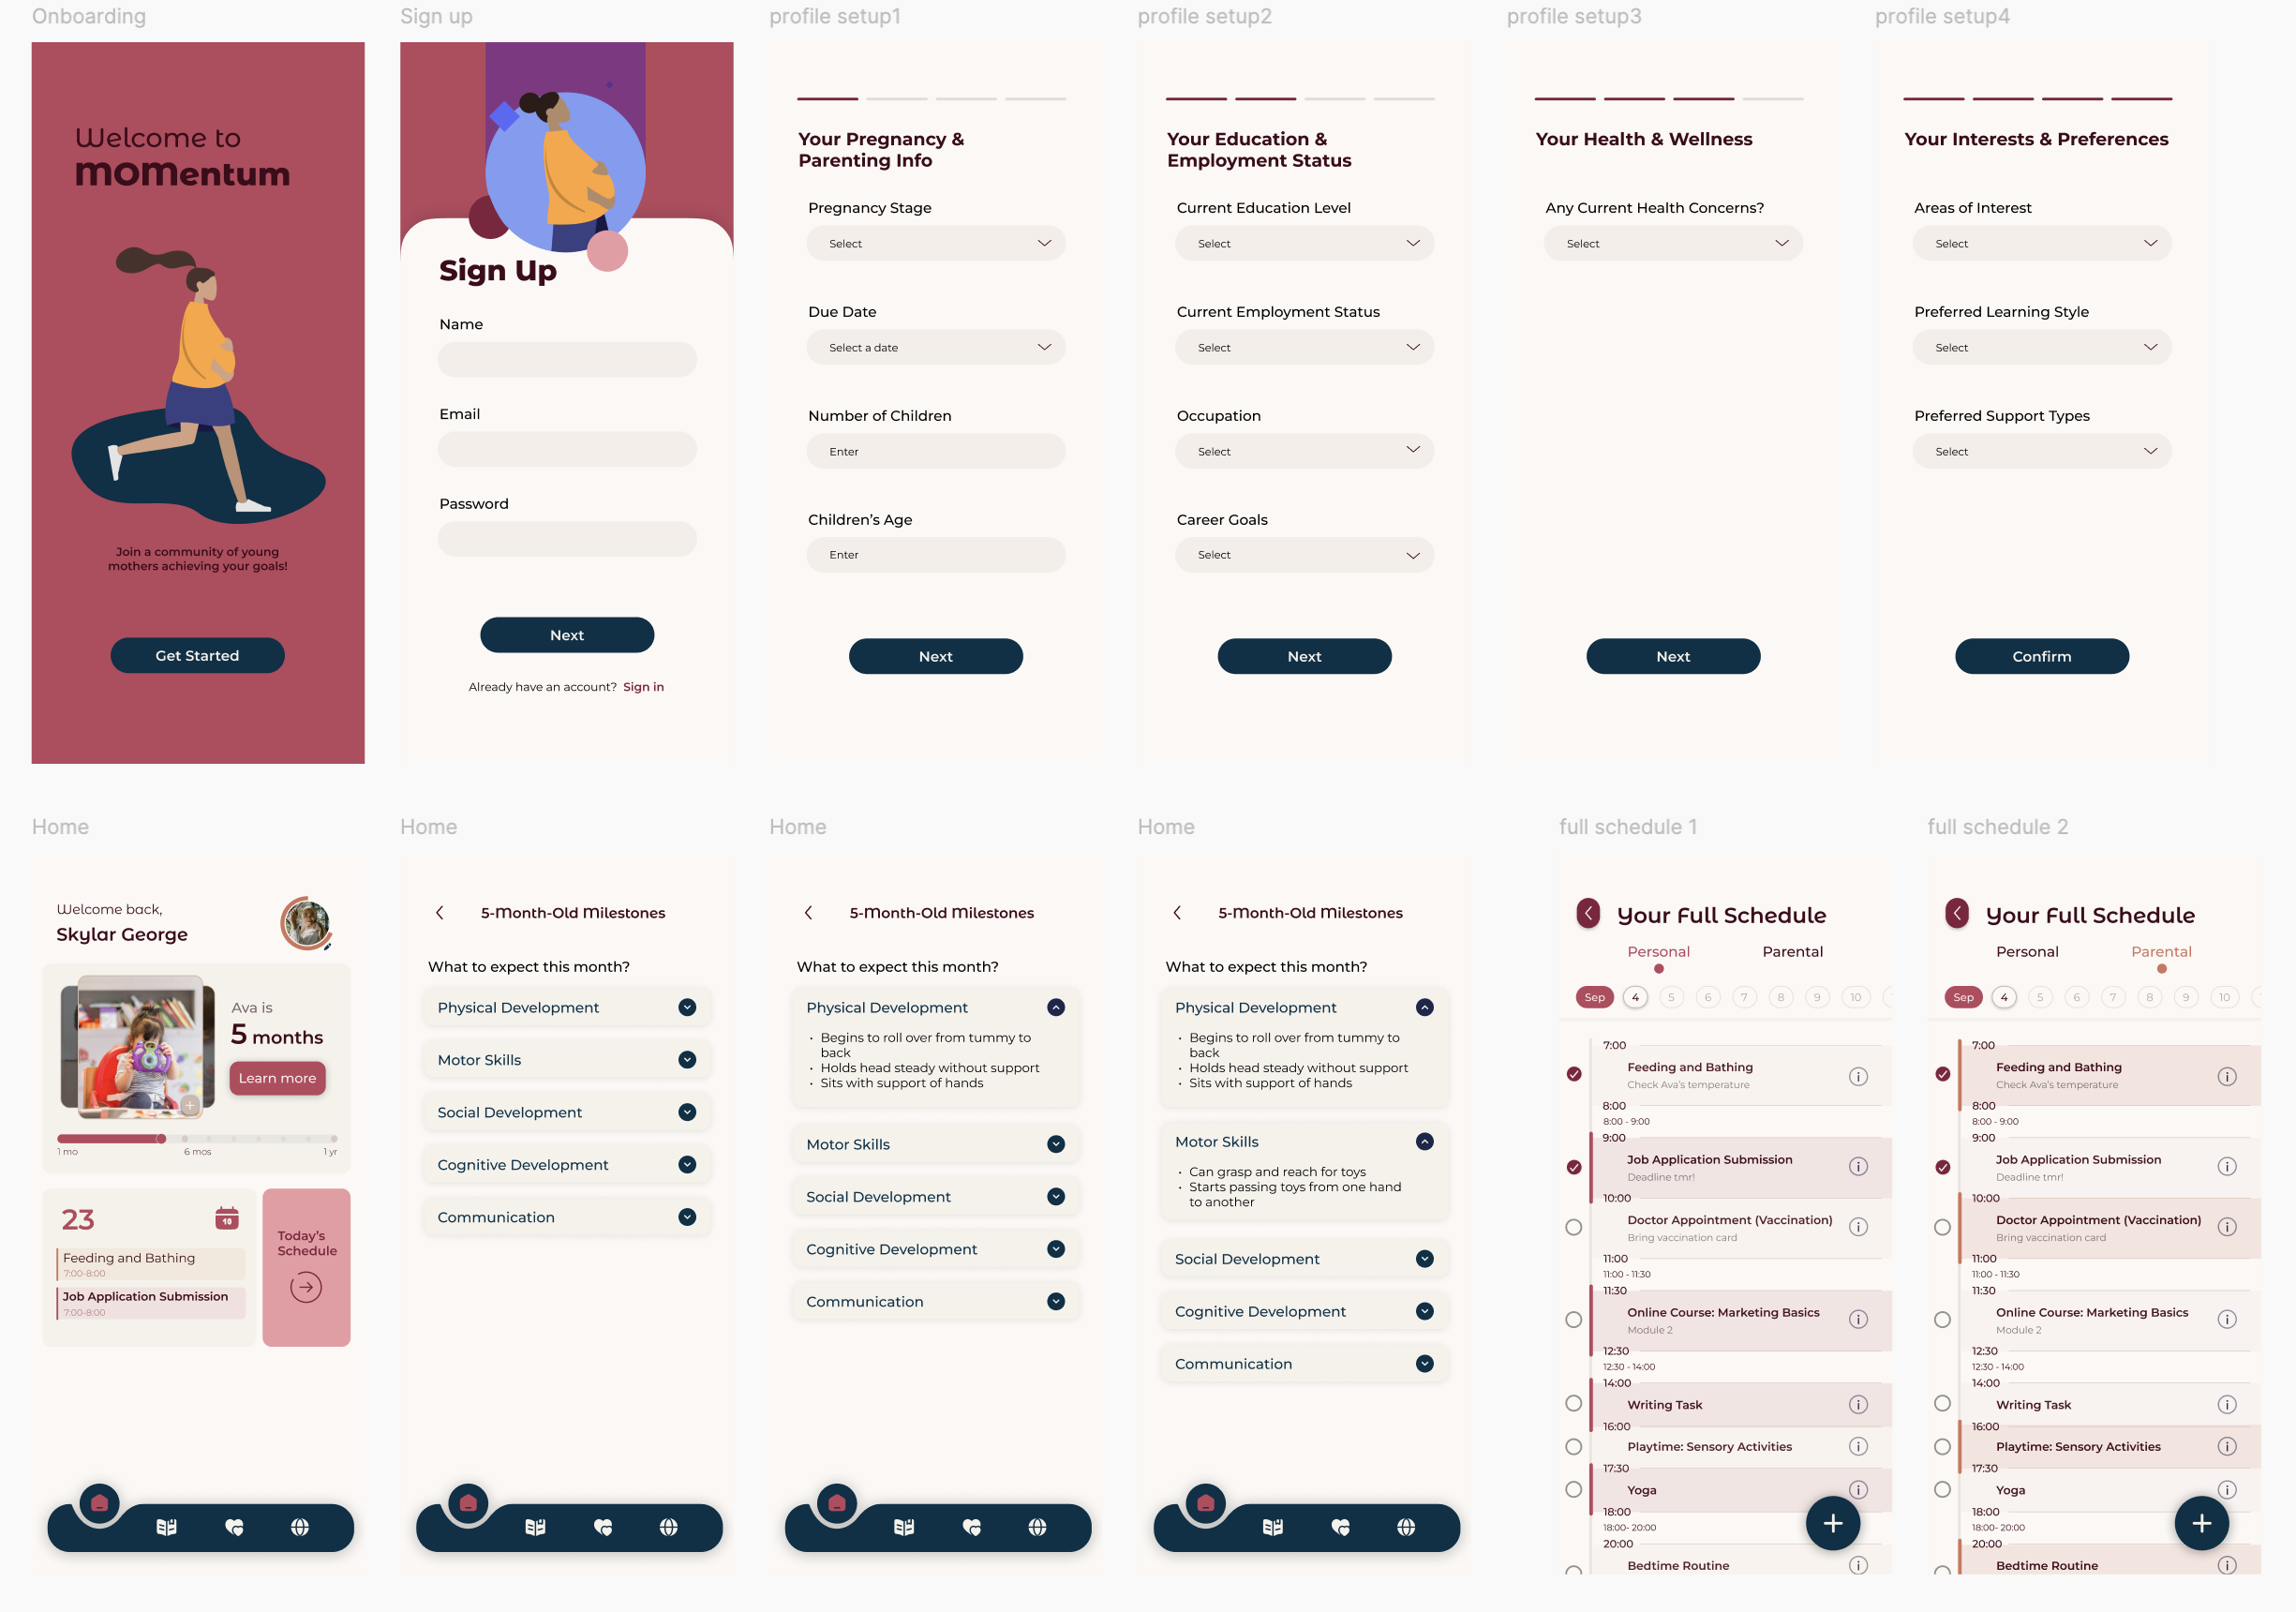 Onboarding
Welcome to
momentum
Join a community of young
mothers achieving your goals!
Get Started
Sign up
Sign Up
Name
Email
Password
Next
Already have an account? Sign in
profile setup1
Your Pregnancy &
Parenting Info
Pregnancy Stage
Select
Due Date
Select a date
Number of Children
Enter
Children's Age
Enter
Next
profile setup2
Your Education &
Employment Status
Current Education Level
Select
Current Employment Status
Select
Occupation
Select
Career Goals
Select
Next
profile setup3
Your Health & Wellness
Any Current Health Concerns?
Select
Next
profile setup4
Your Interests & Preferences
Areas of Interest
Select
Preferred Learning Style
Select
Preferred Support Types
Select
Confirm
Home
Welcome back,
Skylar George
Ava is
5 months
Learn more
1 mo
6 mos
1 yr
23
10
Feeding and Bathing
7:00-8:00
Job Application Submission
7:00-8:00
Today's
Schedule
Home
5-Month-Old Milestones
What to expect this month?
Physical Development
Motor Skills
Social Development
Cognitive Development
Communication
Home
5-Month-Old Milestones
What to expect this month?
Physical Development
· Begins to roll over from tummy to
back
· Holds head steady without support
· Sits with support of hands
Motor Skills
Social Development
Cognitive Development
Communication
Home
5-Month-Old Milestones
What to expect this month?
Physical Development
· Begins to roll over from tummy to
back
· Holds head steady without support
· Sits with support of hands
Motor Skills
· Can grasp and reach for toys
· Starts passing toys from one hand
to another
Social Development
Cognitive Development
Communication
full schedule 1
Your Full Schedule
Personal
Parental
Sep 4 5 6 7 8 9 10
7:00
Feeding and Bathing
Check Ava's temperature
8:00
8:00 - 9:00
9:00
Job Application Submission
Deadline tmr!
10:00
Doctor Appointment (Vaccination)
Bring vaccination card
11:00
11:00 - 11:30
11:30
Online Course: Marketing Basics
Module 2
12:30
12:30 - 14:00
14:00
Writing Task
16:00
Playtime: Sensory Activities
17:30
Yoga
18:00
18:00- 20:00
20:00
Bedtime Routine
full schedule 2
Your Full Schedule
Personal
Parental
Sep 4 5 6 7 8 9 10
7:00
Feeding and Bathing
Check Ava's temperature
8:00
8:00 - 9:00
9:00
Job Application Submission
Deadline tmr!
10:00
Doctor Appointment (Vaccination)
Bring vaccination card
11:00
11:00 - 11:30
11:30
Online Course: Marketing Basics
Module 2
12:30
12:30 - 14:00
14:00
Writing Task
16:00
Playtime: Sensory Activities
17:30
Yoga
18:00
18:00- 20:00
20:00
Bedtime Routine